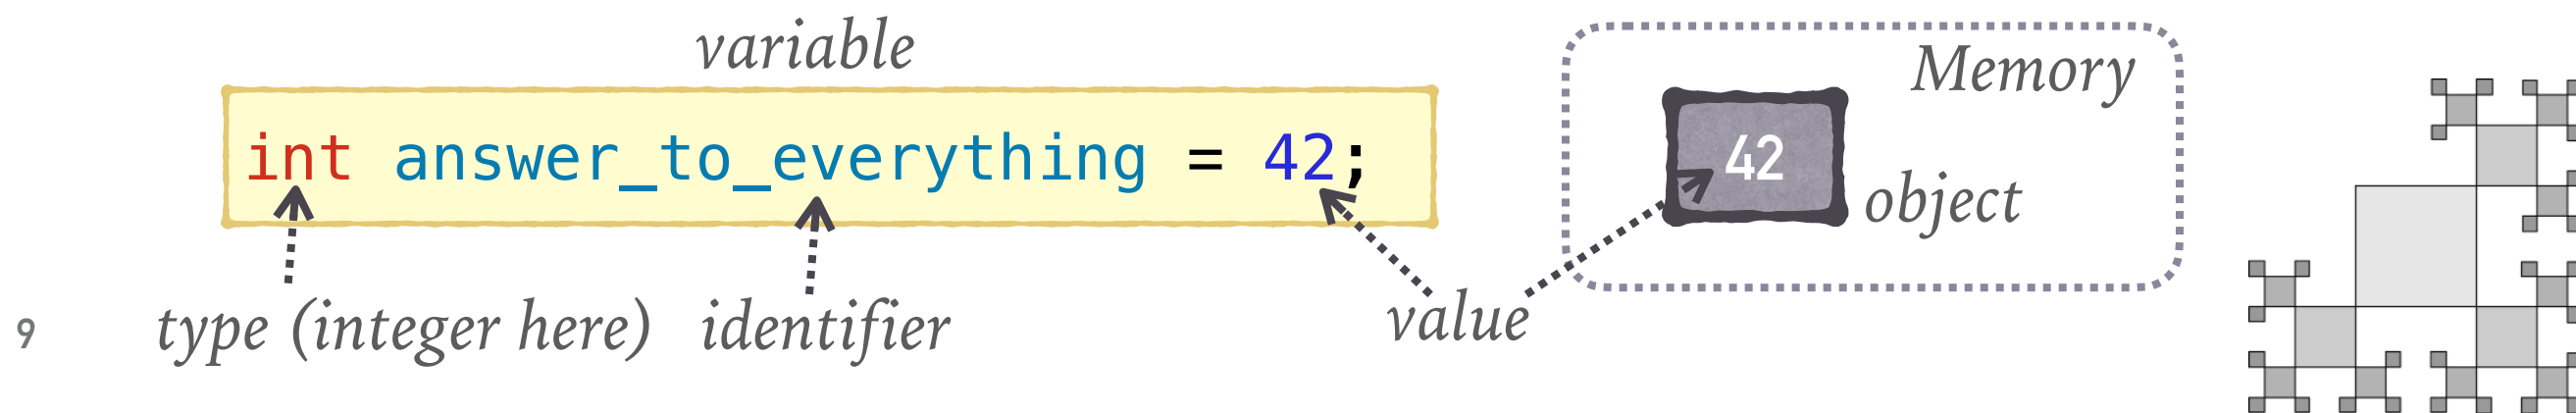 variable
Memory
int answer_to_everything = 42;
42
object
type (integer here) identifier
value
9